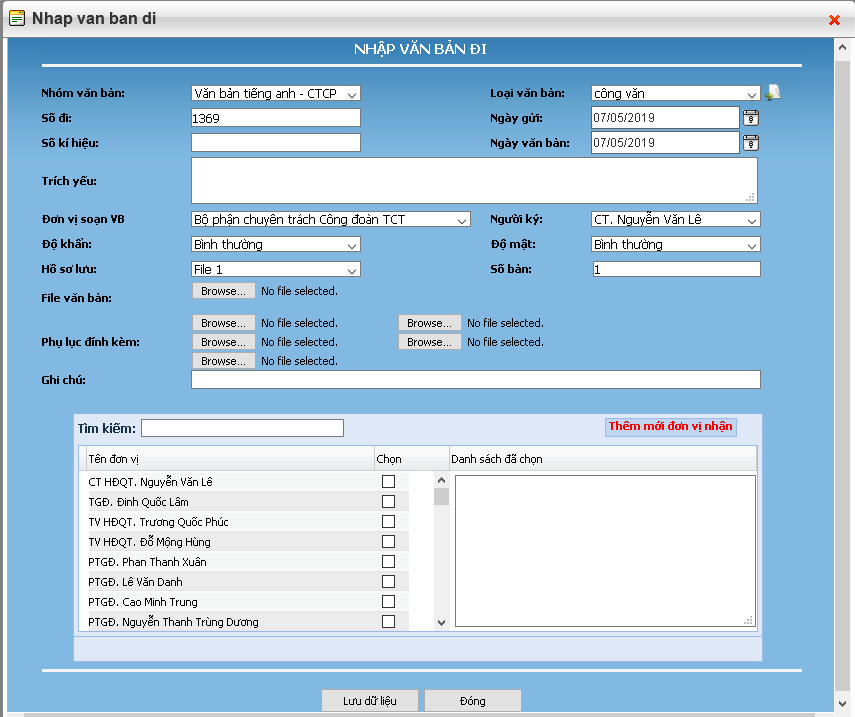 Nhap van ban di
NHẬP VĂN BẢN ĐI
Nhóm văn bản: Văn bản tiếng anh - CTCP Loại văn bản: công văn
Số đi: 1369 Ngày gửi: 07/05/2019
Số kí hiệu: Ngày văn bản: 07/05/2019
Trích yếu:
Đơn vị soạn VB Bộ phận chuyên trách Công đoàn TCT Người ký: CT. Nguyễn Văn Lê
Độ khẩn: Bình thường Độ mật: Bình thường
Hồ sơ lưu: File 1 Số bản: 1
File văn bản: Browse... No file selected.
Browse... No file selected. Browse... No file selected.
Phụ lục đính kèm: Browse... No file selected. Browse... No file selected.
Browse... No file selected.
Ghi chú:
Tìm kiếm: Thêm mới đơn vị nhận
Tên đơn vị Chọn Danh sách đã chọn
CT HĐQT. Nguyễn Văn Lê
TGĐ. Đinh Quốc Lâm
TV HĐQT. Trương Quốc Phúc
TV HĐQT. Đỗ Mộng Hùng
PTGĐ. Phan Thanh Xuân
PTGĐ. Lê Văn Danh
PTGĐ. Cao Minh Trung
PTGĐ. Nguyễn Thanh Trùng Dương
Lưu dữ liệu Đóng